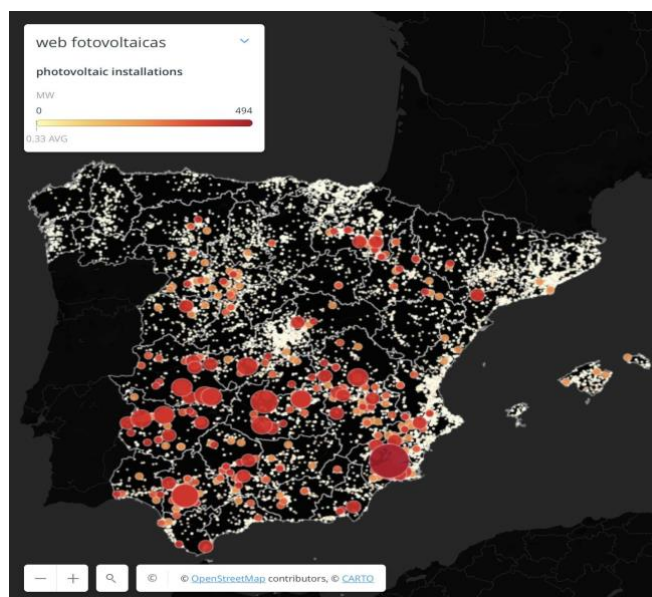 web fotovoltaicas
photovoltaic installations
MW
0 494
0.33 AVG
© © OpenStreetMap contributors, © CARTO